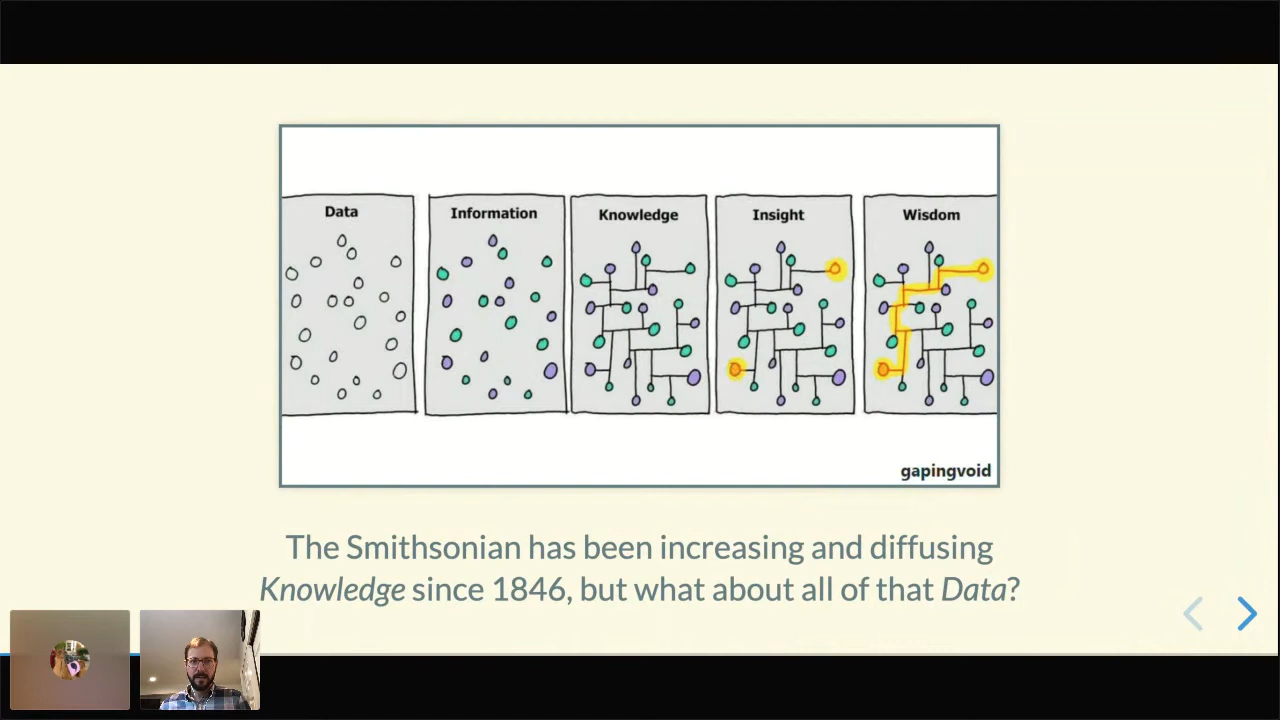 Data Information Knowledge Insight Wisdom
gapingvoid
The Smithsonian has been increasing and diffusing
Knowledge since 1846, but what about all of that Data?